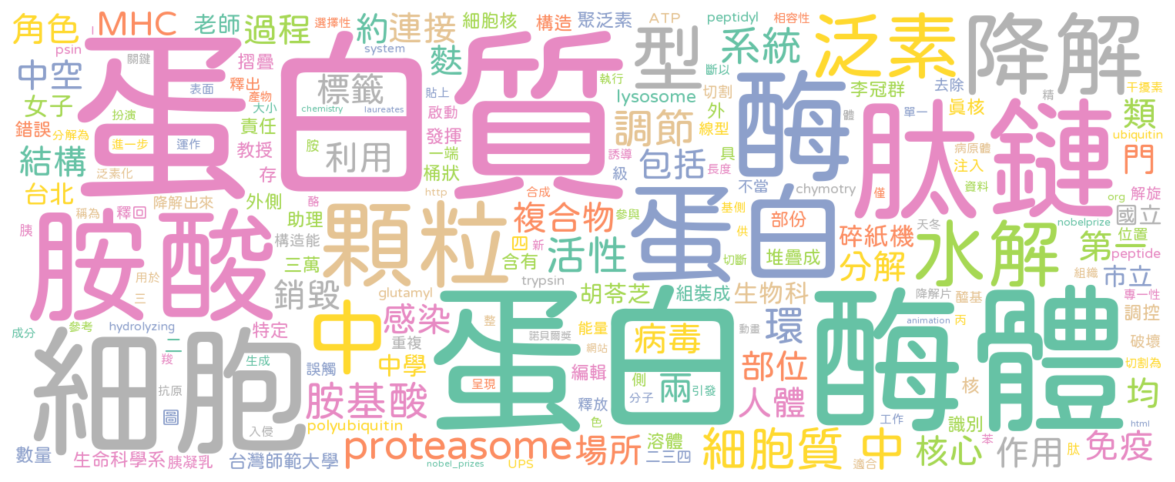 角色 MHC 老師 過程 約 連接 細胞核 構造 聚泛素 ATP peptidyl 相容性
psin 關鍵 選擇性 system 泛素 降解
中空 摺疊 釋出 表面 產物 蛋白質 標籤 麩 型 系統 斷以 酶 李冠群 去除 干擾素
女子 扮演 大小 貼上 chemistry laureates 啟動 執行 lysosome 切割 外 線型 真核 精
錯誤 分解為 責任 發揮 調節 體 單一 類 ubiquitin
結構 進一步 運作 教授 胺 利用 一端 誘導 包括 具 長度 病原體 肽鏈 門
台北 泛素化 存 桶狀 級 不當 chymotry 注入 資料 解旋
外側 降解出來 http 合成 酪 參與 基側 蛋白 部份 僅 org 國立
稱為 釋回 助理 顆粒 複合物 供 碎紙機 天冬 nobelprize 位置
胰 胺酸 構造能 四 新 活性 堆疊成 水解 第一 peptide
用於 三萬 含有 切斷 分解 組織 市立 專一性
三 銷毀 glutamyl trypsin 胡苓芝 組裝成 生物科 降解片 醯基 調控
成分 參考 hydrolyzing 特定 中 感染 整 能量 蛋白酶體 病毒 動畫 環 animation 丙 破壞
二 重複 諾貝爾獎 網站 切割為
細胞 羧 生成 誤觸 中學 呈現 編輯 側 兩 引發 部位 核 均
抗原 胺基酸 釋放 分子 人體 工作 識別
圖 入侵 polyubiquitin 色 html
數量 生命科學系 胰凝乳 台灣師範大學 proteasome 場所 溶體 細胞質 中 核心 作用 苯 肽 免疫
nobel_prizes UPS 二三四 適合